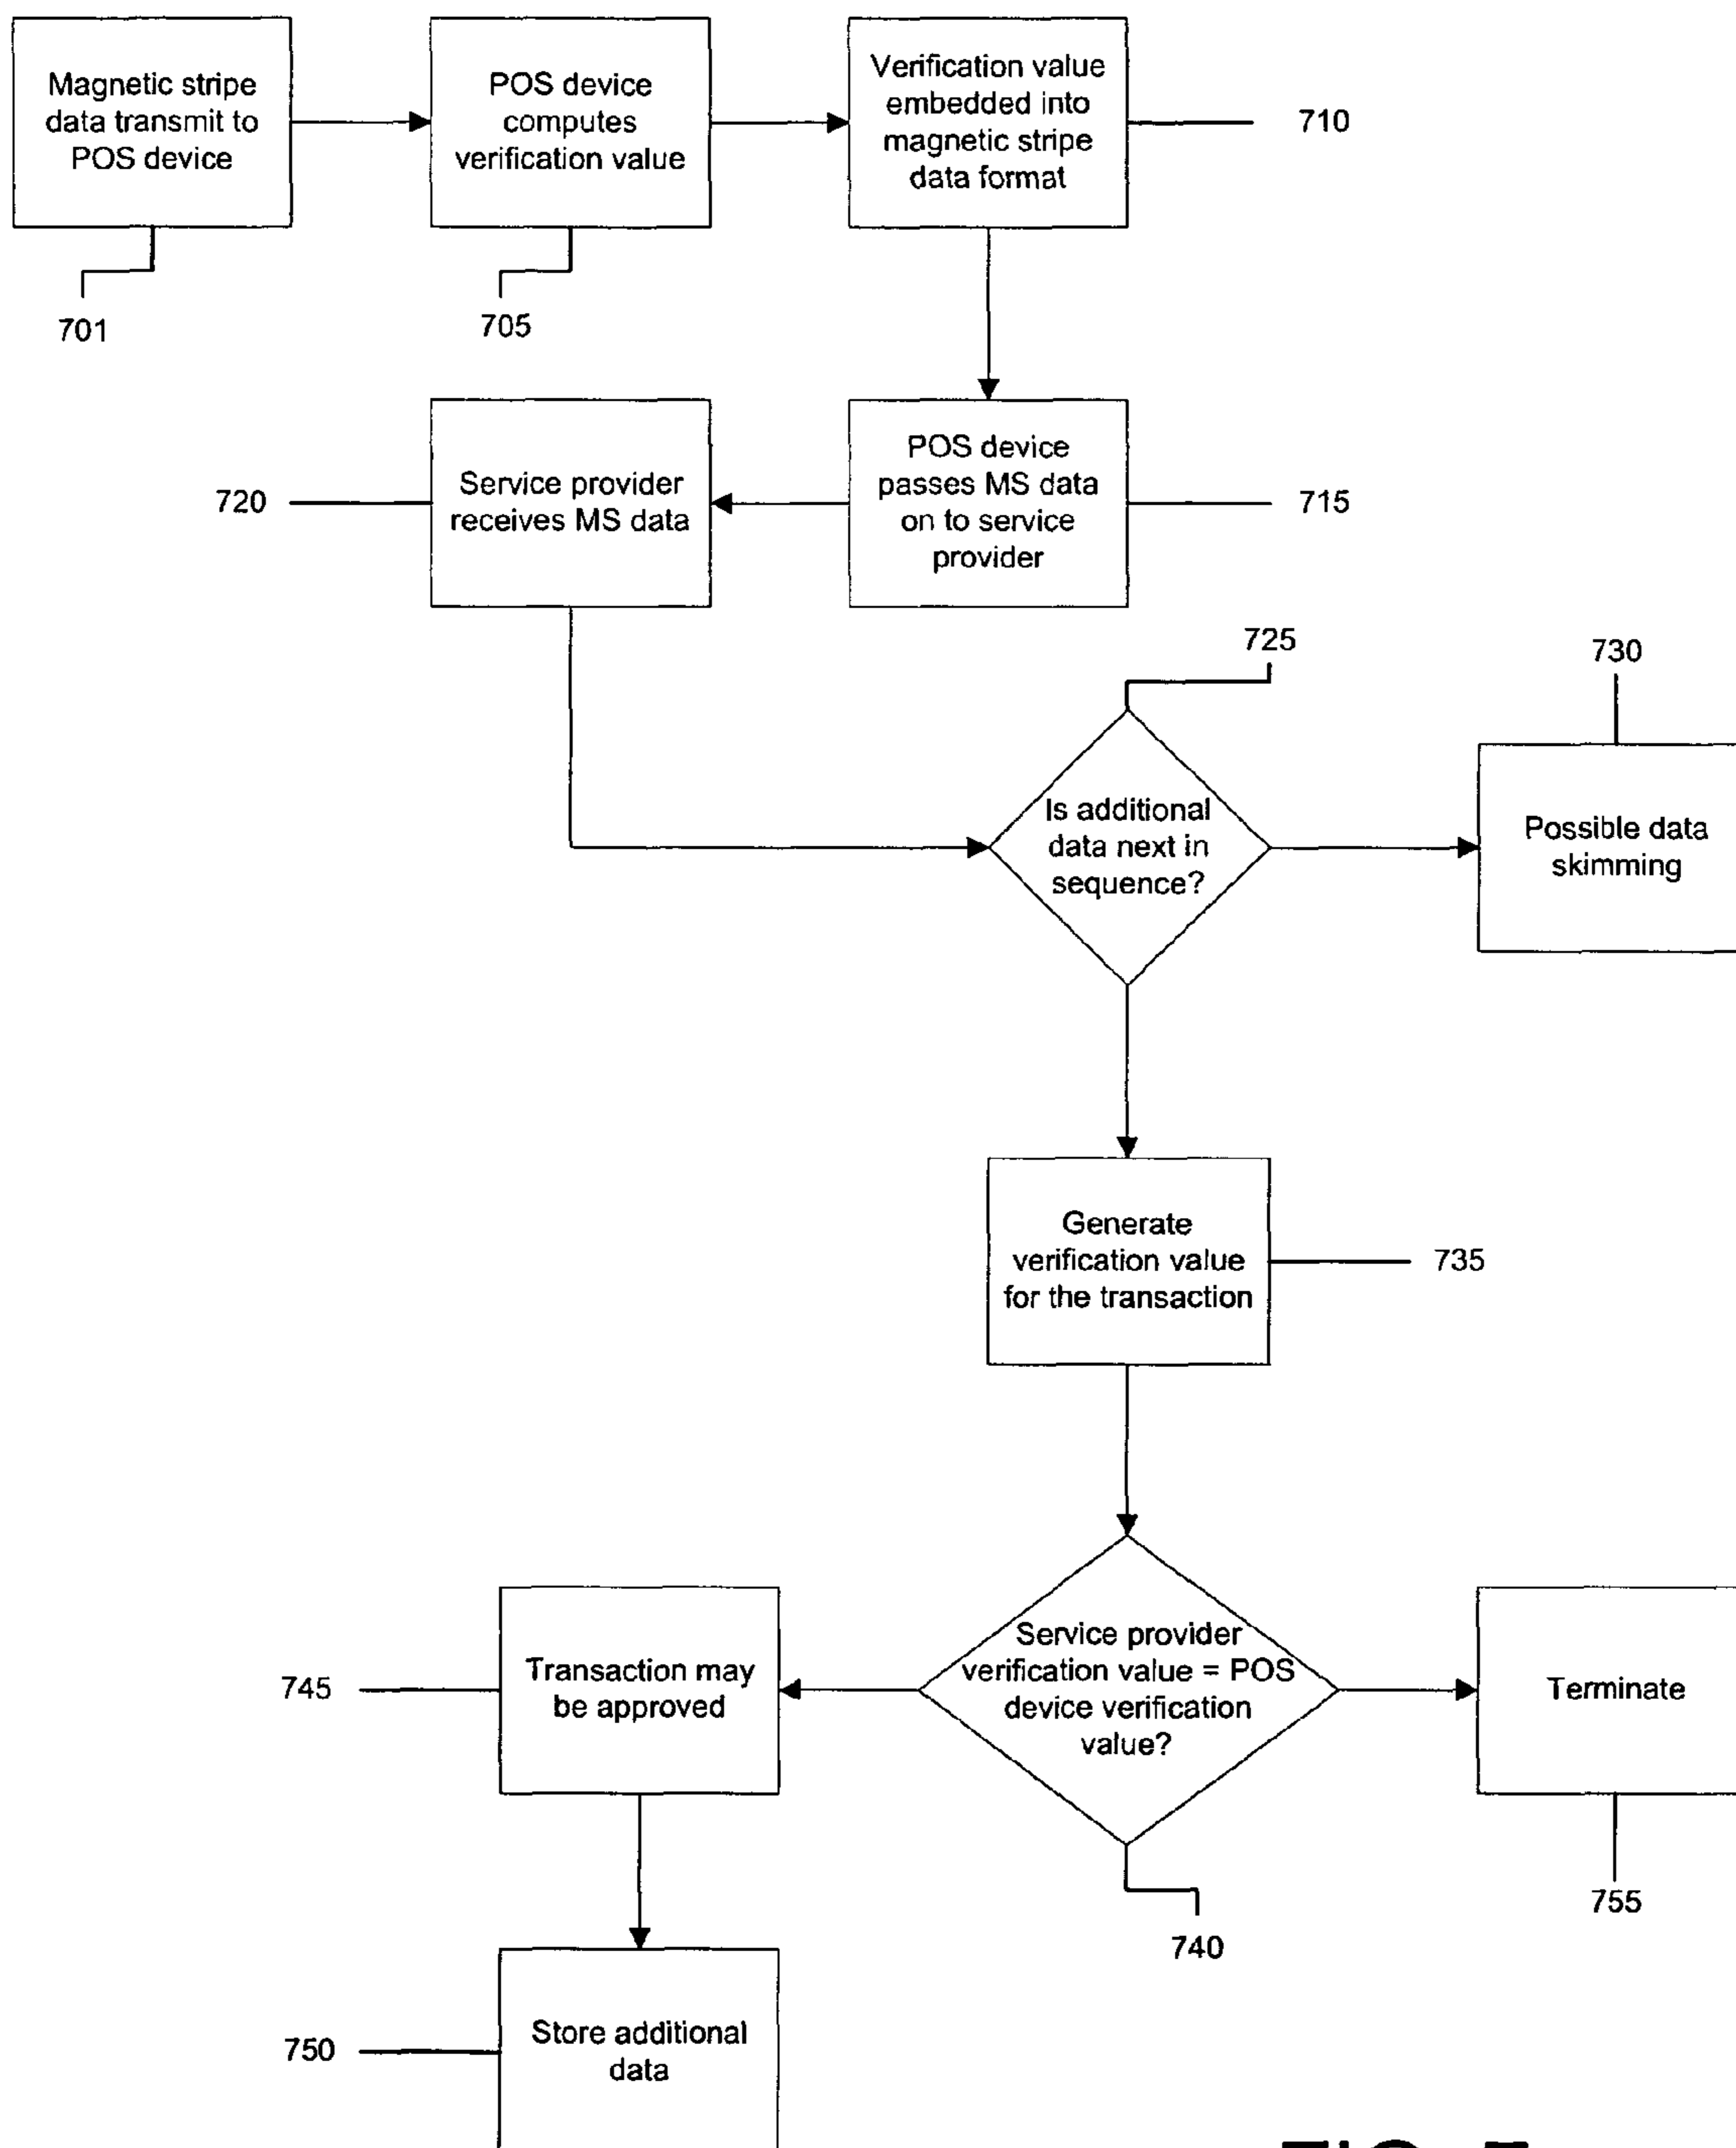 Magnetic stripe
data transmit to
POS device
POS device
computes
verification value
Verification value
embedded into
magnetic stripe
data format
710
701
705
720
Service provider
receives MS data
POS device
passes MS data
on to service
provider
715
725
730
Is additional
data next in
sequence?
Possible data
skimming
Generate
verification value
for the transaction
735
745
Transaction may
be approved
Service provider
verification value = POS
device verification
value?
Terminate
755
740
750
Store additional
data